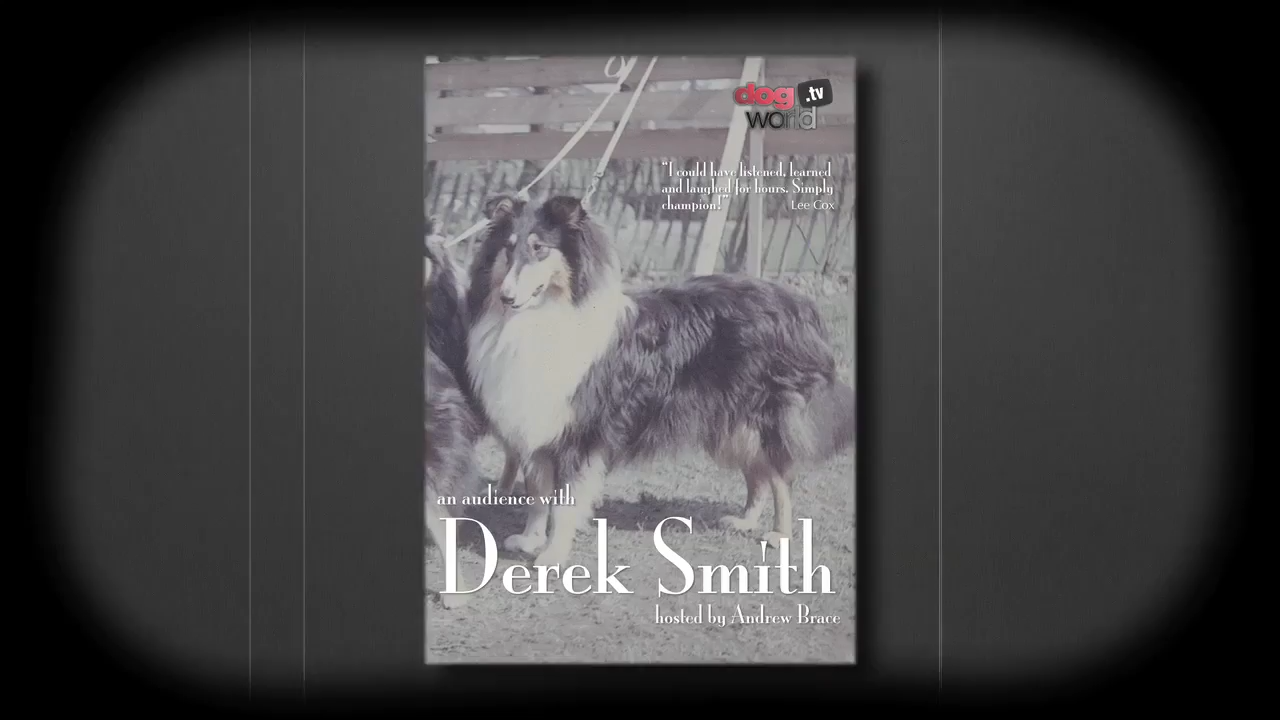 dog .tv
world
“I could have listened, learned
and laughed for hours. Simply
champion!” Lee Cox
an audience with
Derek Smith
hosted by Andrew Brace